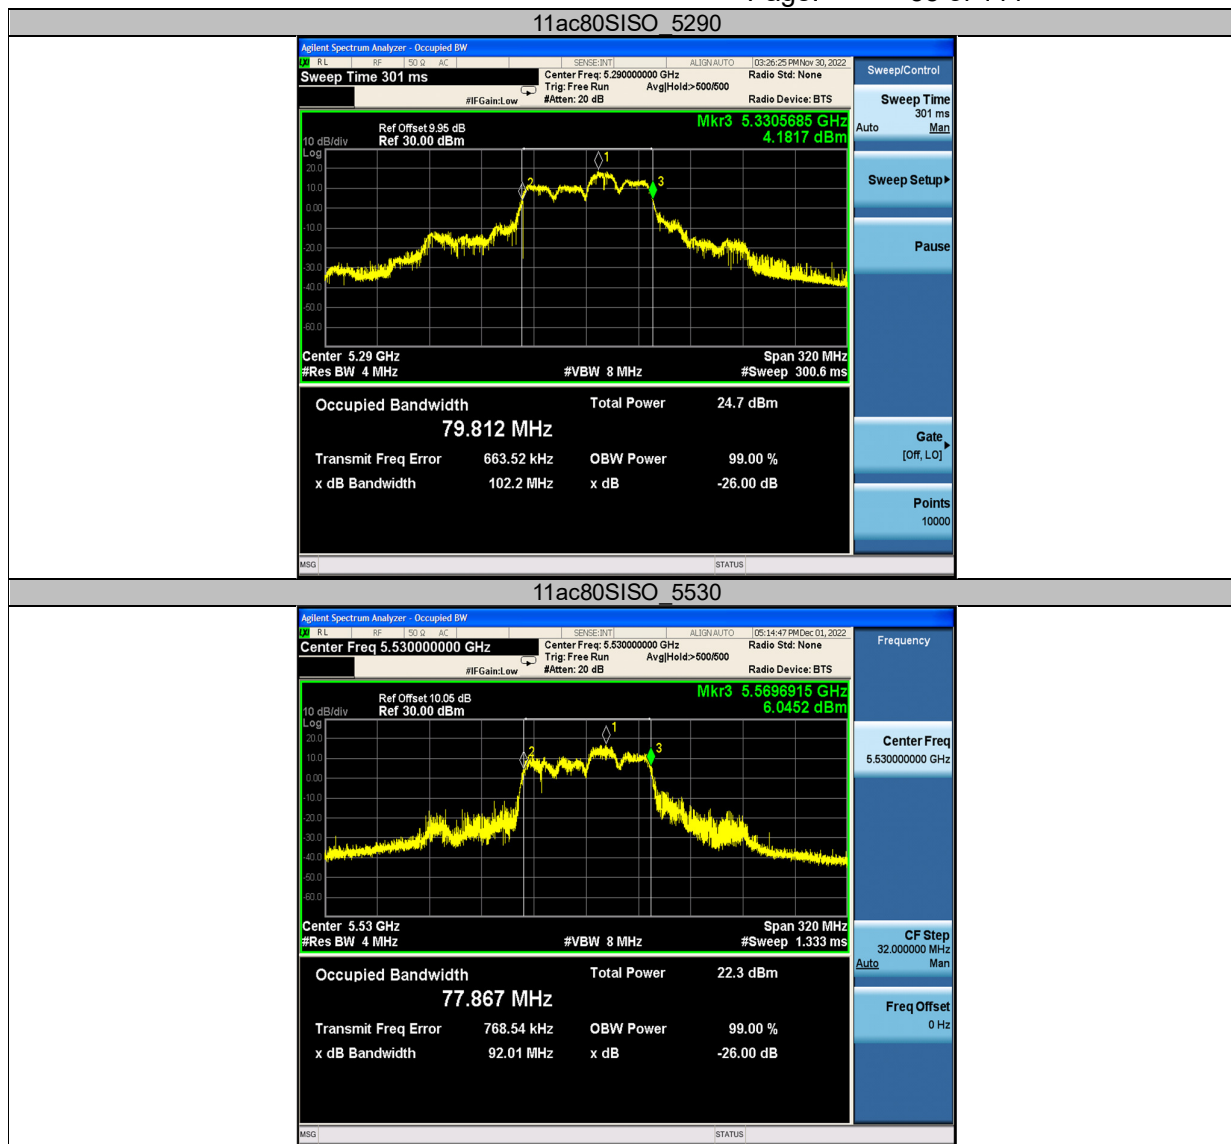 11ac80SISO_5290
Agilent Spectrum Analyzer - Occupied BW
RL RF 50 Ω AC SENSE:INT ALIGN AUTO 03:26:25 PM Nov 30, 2022
Sweep Time 301 ms
Center Freq: 5.290000000 GHz Radio Std: None
Trig: Free Run Avg|Hold:>500/500
#IFGain:Low #Atten: 20 dB Radio Device: BTS
Mkr3 5.3305685 GHz
4.1817 dBm
Ref Offset 9.95 dB
10 dB/div Ref 30.00 dBm
Log
20.0
10.0
0.00
-10.0
-20.0
-30.0
-40.0
-50.0
-60.0
1
2
3
Center 5.29 GHz Span 320 MHz
#Res BW 4 MHz #VBW 8 MHz #Sweep 300.6 ms
Occupied Bandwidth Total Power 24.7 dBm
79.812 MHz
Transmit Freq Error 663.52 kHz OBW Power 99.00 %
x dB Bandwidth 102.2 MHz x dB -26.00 dB
MSG STATUS
Sweep/Control
Sweep Time
301 ms
Auto Man
Sweep Setup
Pause
Gate
[Off, LO]
Points
10000
11ac80SISO_5530
Agilent Spectrum Analyzer - Occupied BW
RL RF 50 Ω AC SENSE:INT ALIGN AUTO 05:14:47 PM Dec 01, 2022
Center Freq 5.530000000 GHz
Center Freq: 5.530000000 GHz Radio Std: None
Trig: Free Run Avg|Hold:>500/500
#IFGain:Low #Atten: 20 dB Radio Device: BTS
Mkr3 5.5696915 GHz
6.0452 dBm
Ref Offset 10.05 dB
10 dB/div Ref 30.00 dBm
Log
20.0
10.0
0.00
-10.0
-20.0
-30.0
-40.0
-50.0
-60.0
1
2
3
Center 5.53 GHz Span 320 MHz
#Res BW 4 MHz #VBW 8 MHz #Sweep 1.333 ms
Occupied Bandwidth Total Power 22.3 dBm
77.867 MHz
Transmit Freq Error 768.54 kHz OBW Power 99.00 %
x dB Bandwidth 92.01 MHz x dB -26.00 dB
MSG STATUS
Frequency
Center Freq
5.530000000 GHz
CF Step
32.000000 MHz
Auto Man
Freq Offset
0 Hz